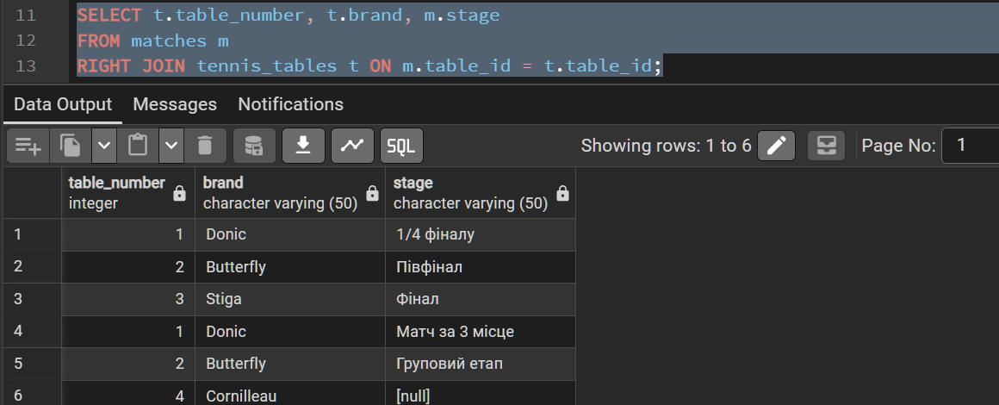 11 SELECT t.table_number, t.brand, m.stage
12 FROM matches m
13 RIGHT JOIN tennis_tables t ON m.table_id = t.table_id;
Data Output Messages Notifications
SQL Showing rows: 1 to 6 Page No: 1
table_number brand stage
integer character varying (50) character varying (50)
1 1 Donic 1/4 фіналу
2 2 Butterfly Півфінал
3 3 Stiga Фінал
4 1 Donic Матч за 3 місце
5 2 Butterfly Груповий етап
6 4 Cornilleau [null]